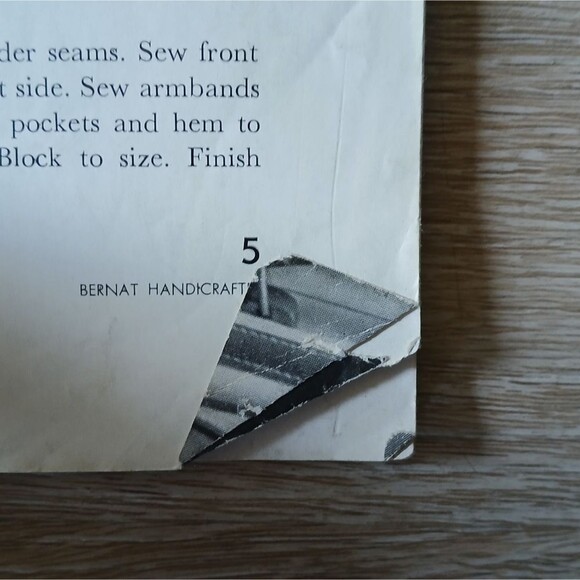 der seams. Sew front
t side. Sew armbands
pockets and hem to
Block to size. Finish
5
BERNAT HANDICRAFT